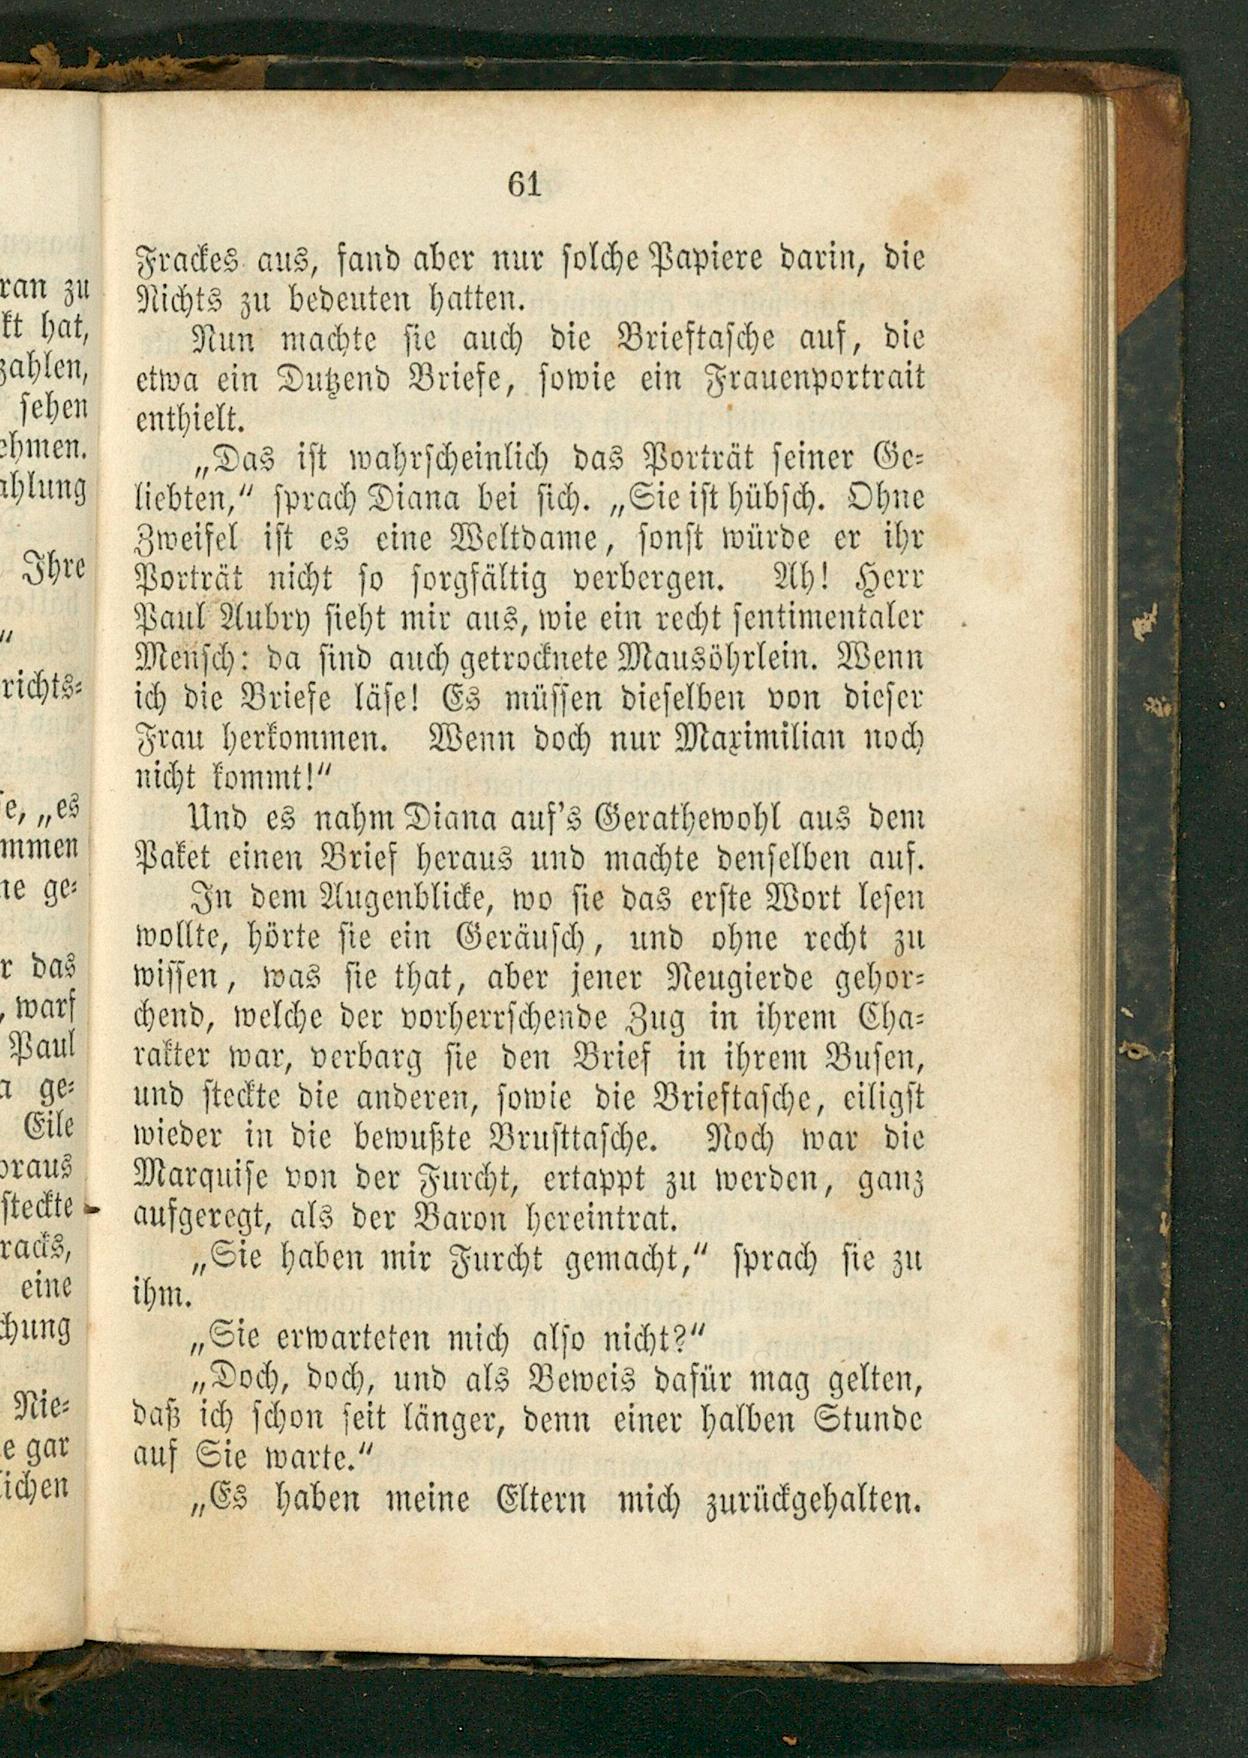 61
Frackes aus, fand aber nur solche Papiere darin, die
Nichts zu bedeuten hatten.
Nun machte sie auch die Brieftasche auf, die
etwa ein Dutzend Briefe, sowie ein Frauenportrait
enthielt.
„Das ist wahrscheinlich das Porträt seiner Ge-
liebten,“ sprach Diana bei sich. „Sie ist hübsch. Ohne
Zweifel ist es eine Weltdame, sonst würde er ihr
Porträt nicht so sorgfältig verbergen. Ah! Herr
Paul Aubry sieht mir aus, wie ein recht sentimentaler
Mensch: da sind auch getrocknete Mausöhrlein. Wenn
ich die Briefe läse! Es müssen dieselben von dieser
Frau herkommen. Wenn doch nur Maximilian noch
nicht kommt!“
Und es nahm Diana auf's Gerathewohl aus dem
Paket einen Brief heraus und machte denselben auf.
In dem Augenblicke, wo sie das erste Wort lesen
wollte, hörte sie ein Geräusch, und ohne recht zu
wissen, was sie that, aber jener Neugierde gehor-
chend, welche der vorherrschende Zug in ihrem Cha-
rakter war, verbarg sie den Brief in ihrem Busen,
und steckte die anderen, sowie die Brieftasche, eiligst
wieder in die bewußte Brusttasche. Noch war die
Marquise von der Furcht, ertappt zu werden, ganz
aufgeregt, als der Baron hereintrat.
„Sie haben mir Furcht gemacht,“ sprach sie zu
ihm.
„Sie erwarteten mich also nicht?“
„Doch, doch, und als Beweis dafür mag gelten,
daß ich schon seit länger, denn einer halben Stunde
auf Sie warte.“
„Es haben meine Eltern mich zurückgehalten.